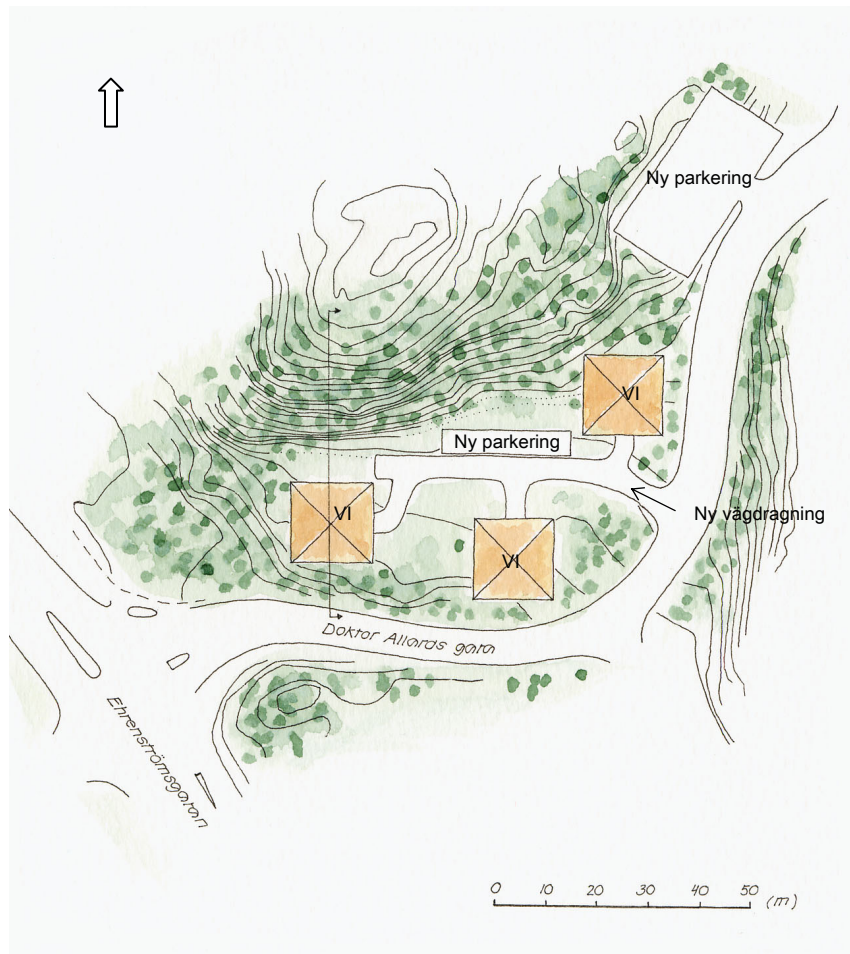 Ny parkering
VI
Ny parkering
VI
Ny vägdragning
VI
Doktor Allards gata
Ehrenströmsgatan
0 10 20 30 40 50 (m)